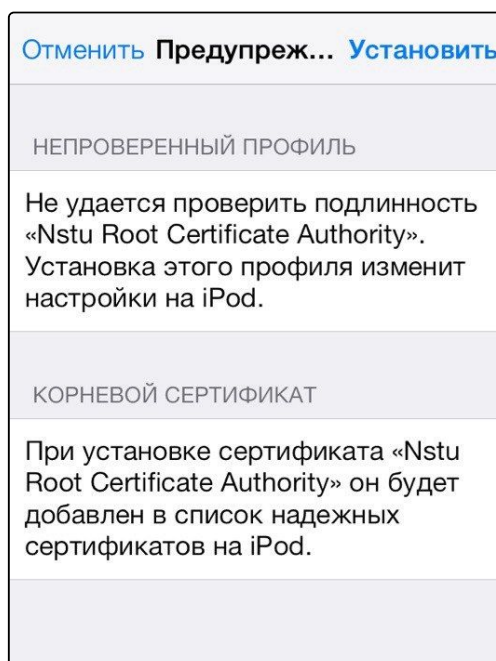 Отменить Предупреж... Установить
НЕПРОВЕРЕННЫЙ ПРОФИЛЬ
Не удается проверить подлинность
«Nstu Root Certificate Authority».
Установка этого профиля изменит
настройки на iPod.
КОРНЕВОЙ СЕРТИФИКАТ
При установке сертификата «Nstu
Root Certificate Authority» он будет
добавлен в список надежных
сертификатов на iPod.